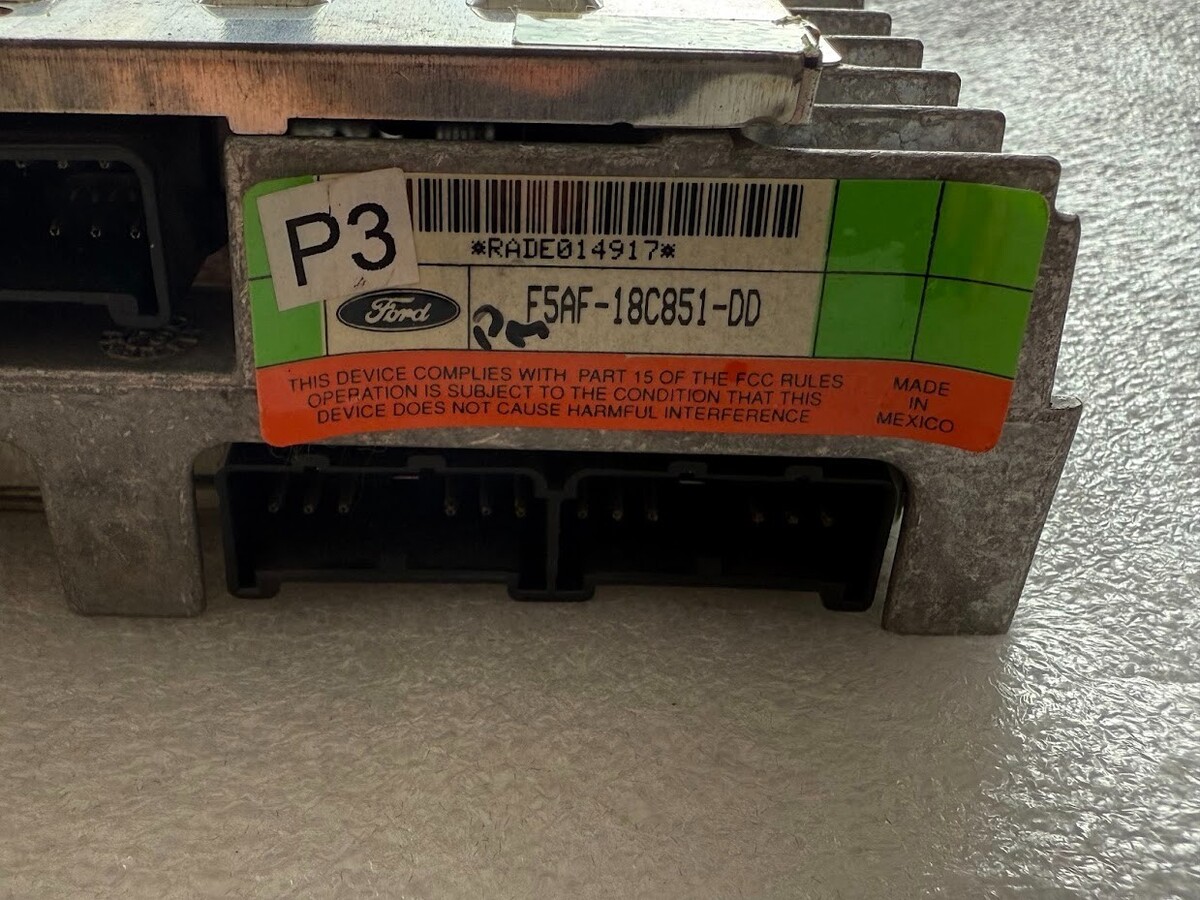 P3
*RADE014917*
Ford
F5AF-18C851-DD
THIS DEVICE COMPLIES WITH PART 15 OF THE FCC RULES
OPERATION IS SUBJECT TO THE CONDITION THAT THIS
DEVICE DOES NOT CAUSE HARMFUL INTERFERENCE
MADE
IN
MEXICO